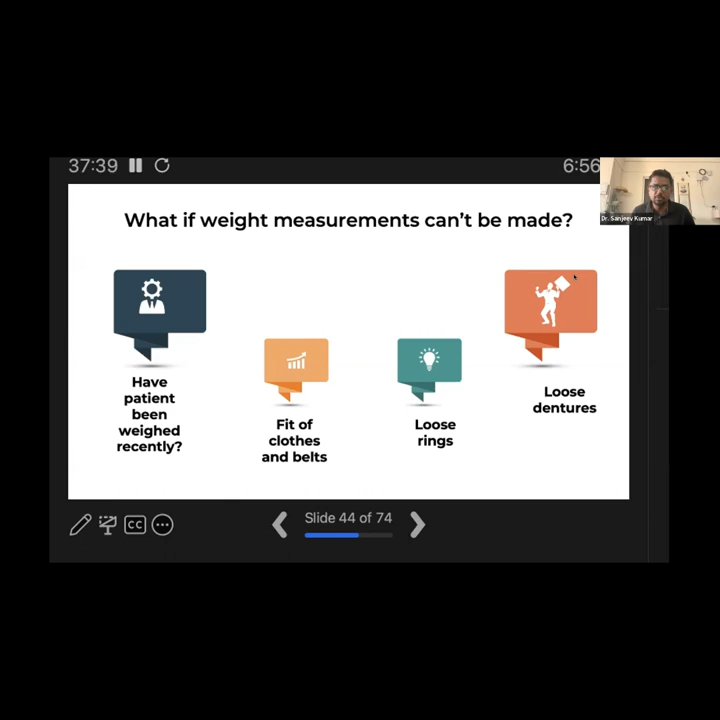 37:39
6:56
Dr. Sanjeev Kumar
What if weight measurements can't be made?
Have
patient
been
weighed
recently?
Fit of
clothes
and belts
Loose
rings
Loose
dentures
CC
Slide 44 of 74